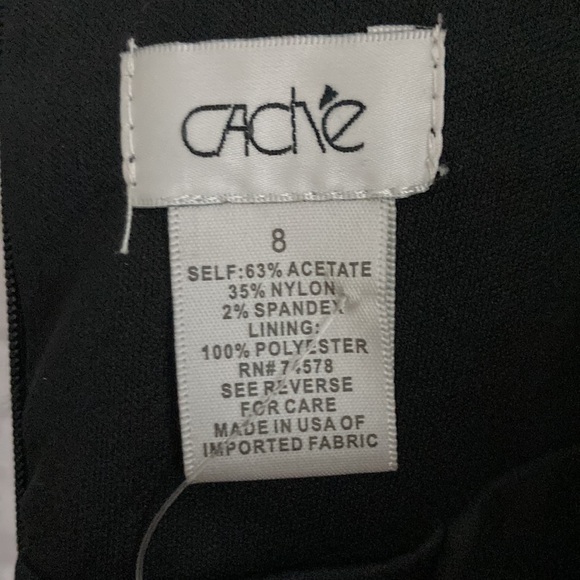 CAChé
8
SELF:63% ACETATE
35% NYLON
2% SPANDEX
LINING:
100% POLYESTER
RN# 74578
SEE REVERSE
FOR CARE
MADE IN USA OF
IMPORTED FABRIC